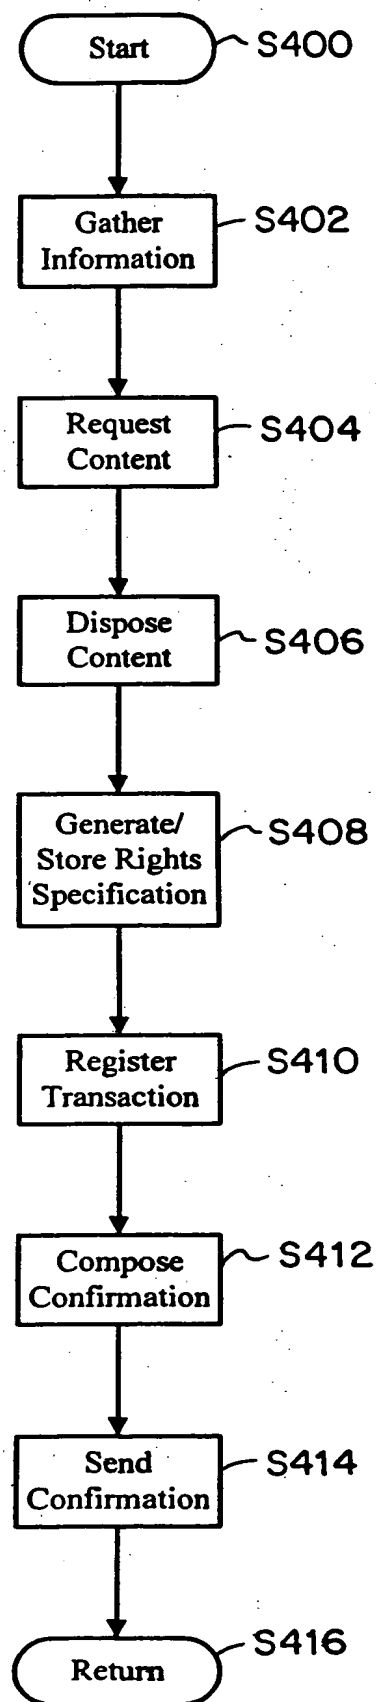 Start
S400
Gather
Information
S402
Request
Content
S404
Dispose
Content
S406
Generate/
Store Rights
Specification
S408
Register
Transaction
S410
Compose
Confirmation
S412
Send
Confirmation
S414
Return
S416